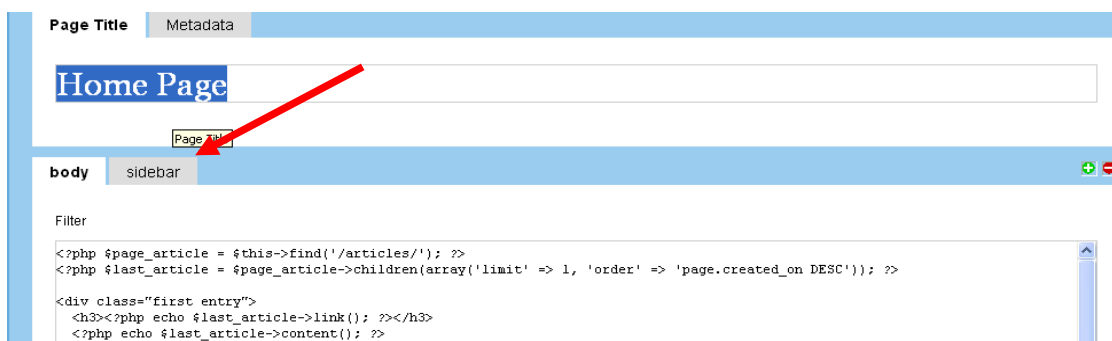 Page Title Metadata
Home Page
Page Title
body sidebar
Filter
<?php $page_article = $this->find('/articles/'); ?>
<?php $last_article = $page_article->children(array('limit' => 1, 'order' => 'page.created_on DESC')); ?>
<div class="first entry">
<h3><?php echo $last_article->link(); ?></h3>
<?php echo $last_article->content(); ?>